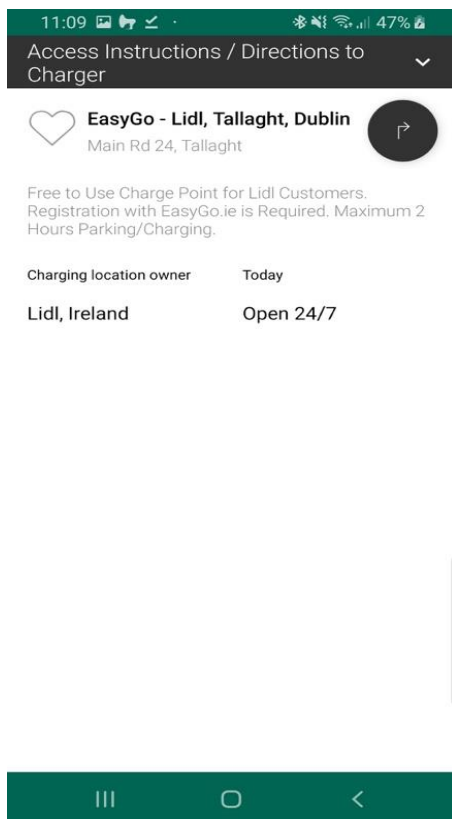 11:09 47%
Access Instructions / Directions to
Charger
EasyGo - Lidl, Tallaght, Dublin
Main Rd 24, Tallaght
Free to Use Charge Point for Lidl Customers.
Registration with EasyGo.ie is Required. Maximum 2
Hours Parking/Charging.
Charging location owner Today
Lidl, Ireland Open 24/7